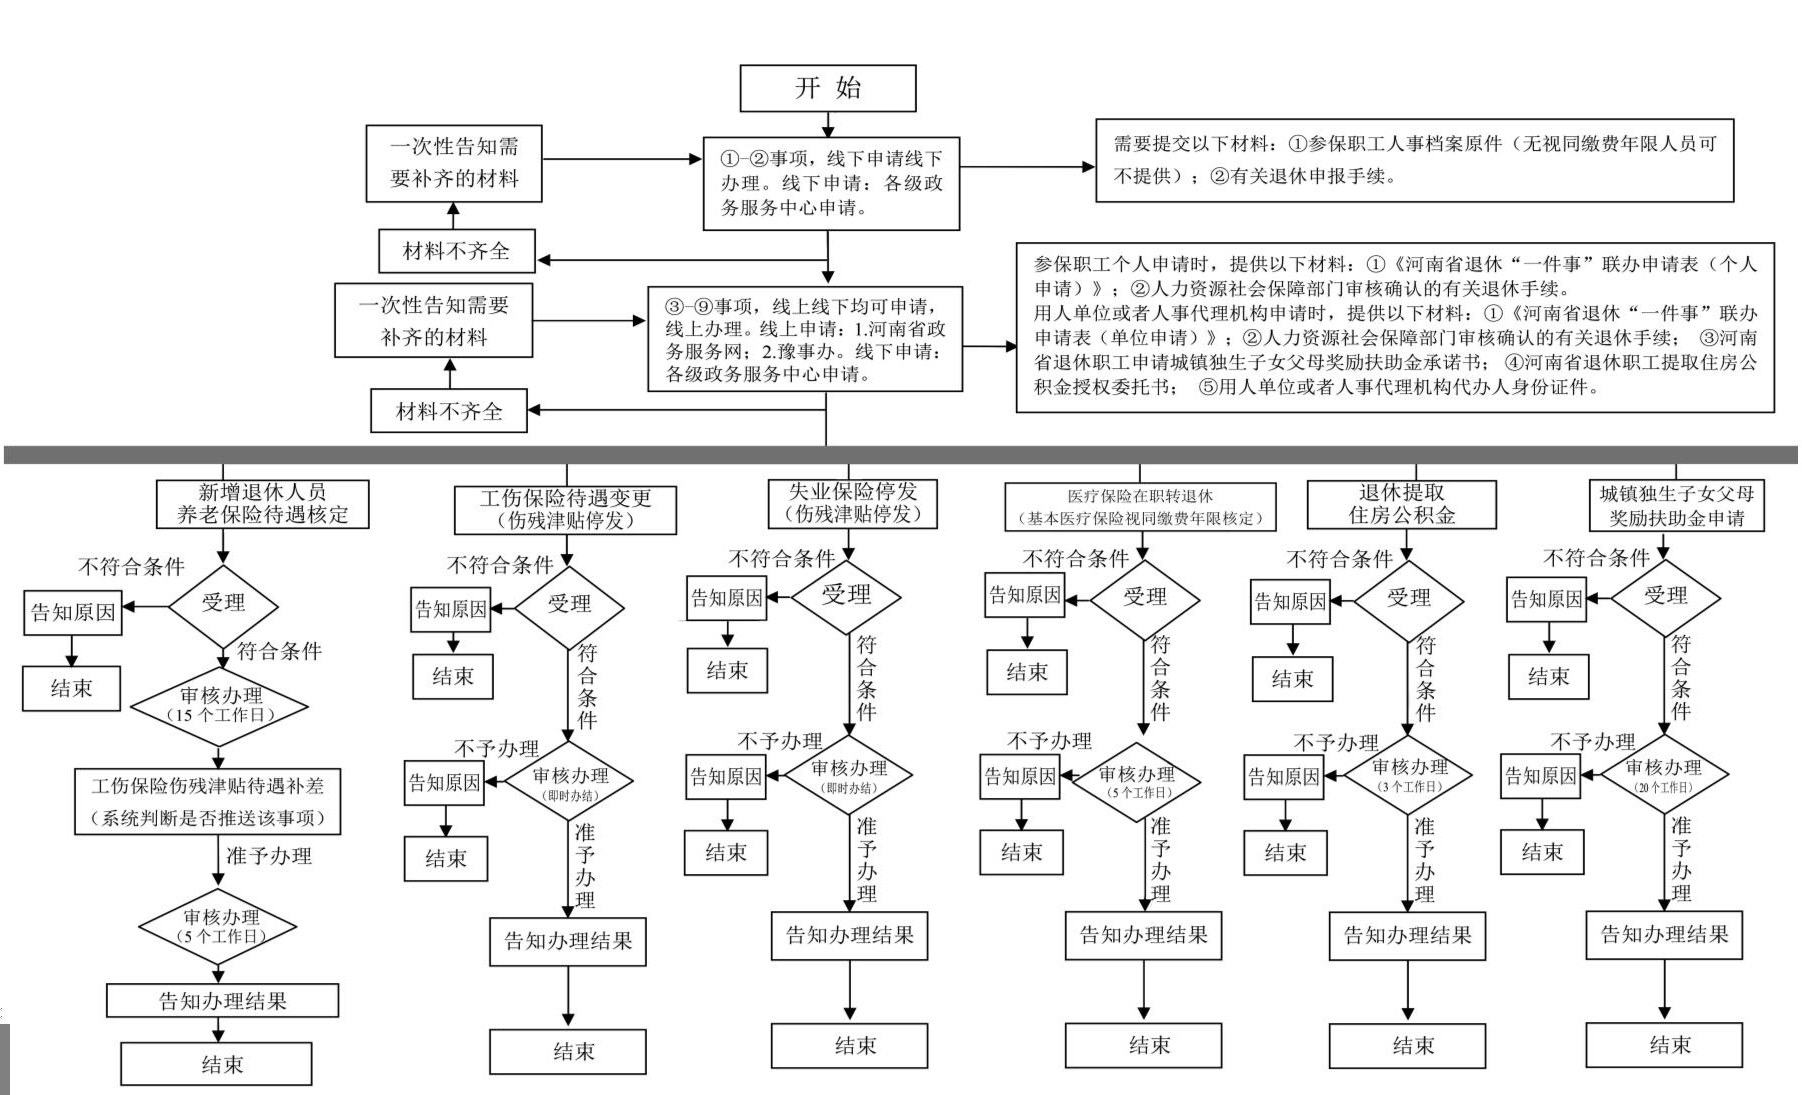 开 始
一次性告知需
要补齐的材料
①-②事项，线下申请线下
办理。线下申请：各级政
务服务中心申请。
需要提交以下材料：①参保职工人事档案原件（无视同缴费年限人员可
不提供）；②有关退休申报手续。
材料不齐全
一次性告知需要
补齐的材料
③-⑨事项，线上线下均可申请，
线上办理。线上申请：1.河南省政
务服务网；2.豫事办。线下申请：
各级政务服务中心申请。
参保职工个人申请时，提供以下材料：①《河南省退休“一件事”联办申请表（个人
申请）》；②人力资源社会保障部门审核确认的有关退休手续。
用人单位或者人事代理机构申请时，提供以下材料：①《河南省退休“一件事”联办
申请表（单位申请）》；②人力资源社会保障部门审核确认的有关退休手续； ③河南
省退休职工申请城镇独生子女父母奖励扶助金承诺书；④河南省退休职工提取住房公
积金授权委托书； ⑤用人单位或者人事代理机构代办人身份证件。
材料不齐全
新增退休人员
养老保险待遇核定
不符合条件
受理
告知原因
结束
符合条件
审核办理
（15 个工作日）
工伤保险伤残津贴待遇补差
（系统判断是否推送该事项）
准予办理
审核办理
（5 个工作日）
告知办理结果
结束
工伤保险待遇变更
（伤残津贴停发）
不符合条件
受理
告知原因
结束
符合条件
不予办理
审核办理
（即时办结）
告知原因
结束
准予办理
告知办理结果
结束
失业保险停发
（伤残津贴停发）
不符合条件
受理
告知原因
结束
符合条件
不予办理
审核办理
（即时办结）
告知原因
结束
准予办理
告知办理结果
结束
医疗保险在职转退休
（基本医疗保险视同缴费年限核定）
不符合条件
受理
告知原因
结束
符合条件
不予办理
审核办理
（5 个工作日）
告知原因
结束
准予办理
告知办理结果
结束
退休提取
住房公积金
不符合条件
受理
告知原因
结束
符合条件
不予办理
审核办理
（3 个工作日）
告知原因
结束
准予办理
告知办理结果
结束
城镇独生子女父母
奖励扶助金申请
不符合条件
受理
告知原因
结束
符合条件
不予办理
审核办理
（20 个工作日）
告知原因
结束
准予办理
告知办理结果
结束